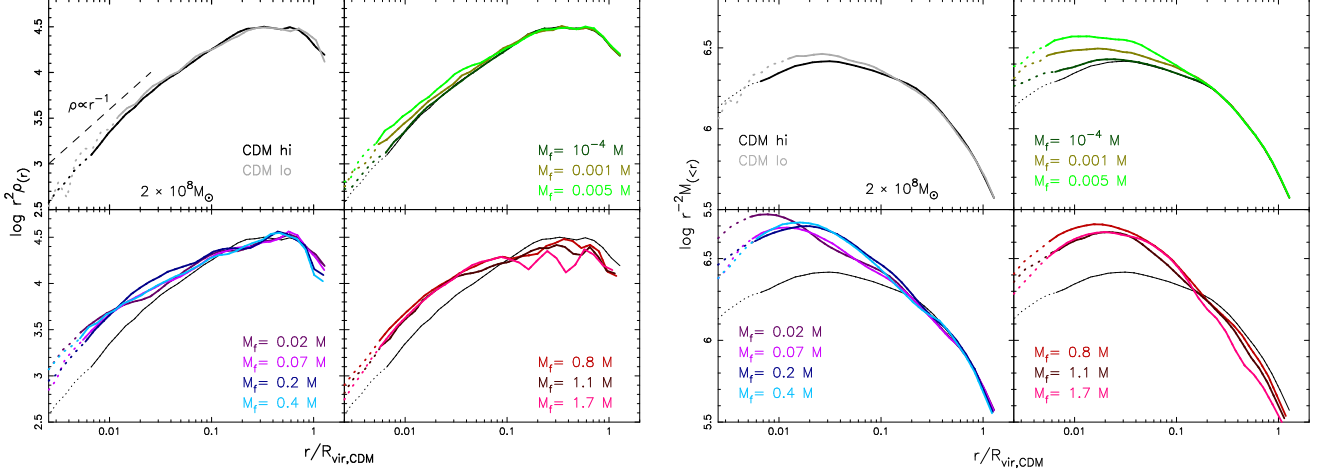 4.5
4
3.5
3
2.5
log r²ρ(r)
ρ∝r⁻¹
CDM hi
CDM lo
2 × 10⁸M⊙
M_f= 10⁻⁴ M
M_f= 0.001 M
M_f= 0.005 M
4.5
4
3.5
3
2.5
M_f= 0.02 M
M_f= 0.07 M
M_f= 0.2 M
M_f= 0.4 M
M_f= 0.8 M
M_f= 1.1 M
M_f= 1.7 M
0.01 0.1 1 0.01 0.1 1
r/R_vir,CDM
6.5
6
5.5
log r⁻²M(<r)
CDM hi
CDM lo
2 × 10⁸M⊙
M_f= 10⁻⁴ M
M_f= 0.001 M
M_f= 0.005 M
6.5
6
5.5
M_f= 0.02 M
M_f= 0.07 M
M_f= 0.2 M
M_f= 0.4 M
M_f= 0.8 M
M_f= 1.1 M
M_f= 1.7 M
0.01 0.1 1 0.01 0.1 1
r/R_vir,CDM